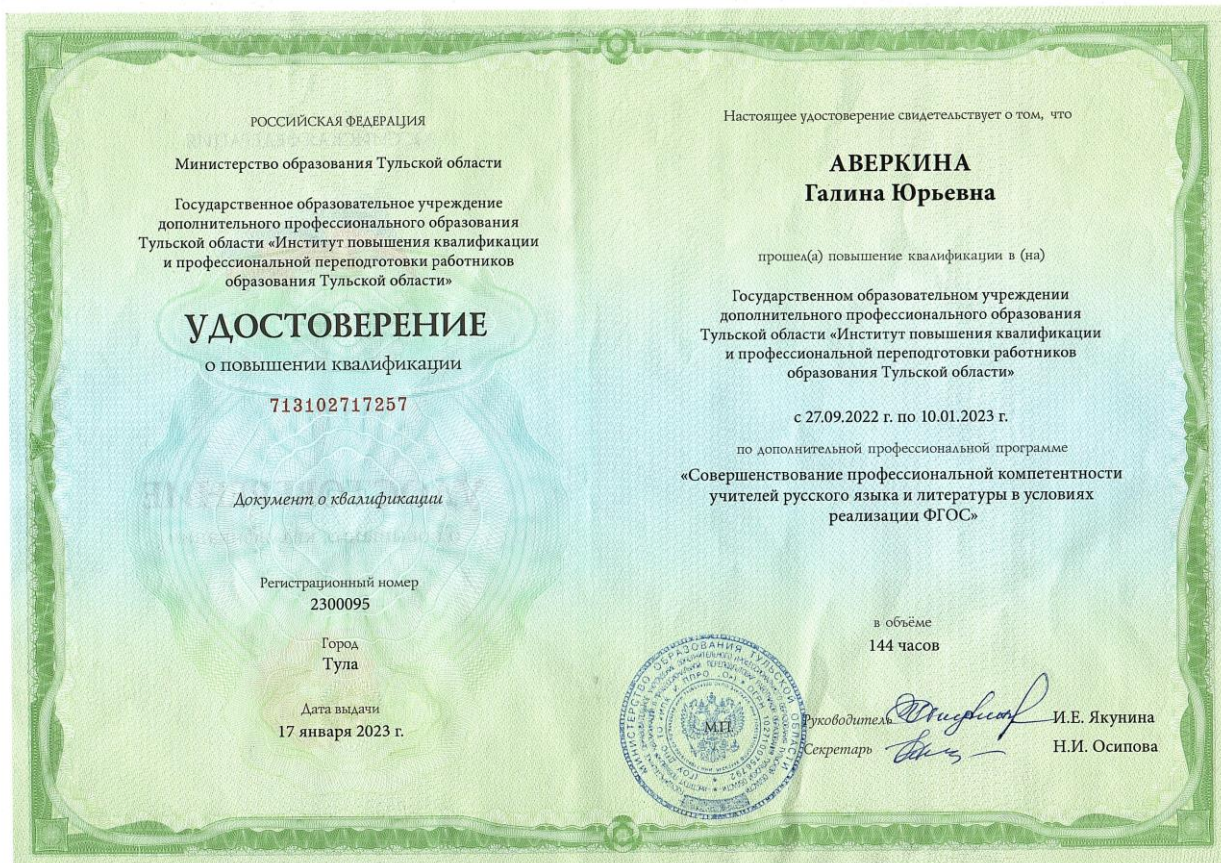 РОССИЙСКАЯ ФЕДЕРАЦИЯ
Министерство образования Тульской области
Государственное образовательное учреждение
дополнительного профессионального образования
Тульской области «Институт повышения квалификации
и профессиональной переподготовки работников
образования Тульской области»
УДОСТОВЕРЕНИЕ
о повышении квалификации
713102717257
Документ о квалификации
Регистрационный номер
2300095
Город
Тула
Дата выдачи
17 января 2023 г.
Настоящее удостоверение свидетельствует о том, что
АВЕРКИНА
Галина Юрьевна
прошел(а) повышение квалификации в (на)
Государственном образовательном учреждении
дополнительного профессионального образования
Тульской области «Институт повышения квалификации
и профессиональной переподготовки работников
образования Тульской области»
с 27.09.2022 г. по 10.01.2023 г.
по дополнительной профессиональной программе
«Совершенствование профессиональной компетентности
учителей русского языка и литературы в условиях
реализации ФГОС»
в объёме
144 часов
МИНИСТЕРСТВО ОБРАЗОВАНИЯ ТУЛЬСКОЙ ОБЛАСТИ
М.П.
Руководитель И.Е. Якунина
Секретарь Н.И. Осипова